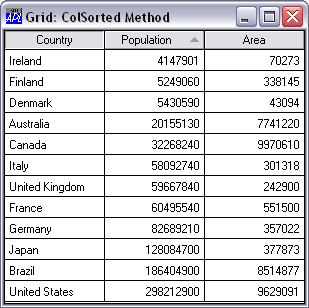 Grid: ColSorted Method
Country Population Area
Ireland 4147901 70273
Finland 5249060 338145
Denmark 5430590 43094
Australia 20155130 7741220
Canada 32268240 9970610
Italy 58092740 301318
United Kingdom 59667840 242900
France 60495540 551500
Germany 82689210 357022
Japan 128084700 377873
Brazil 186404900 8514877
United States 298212900 9629091